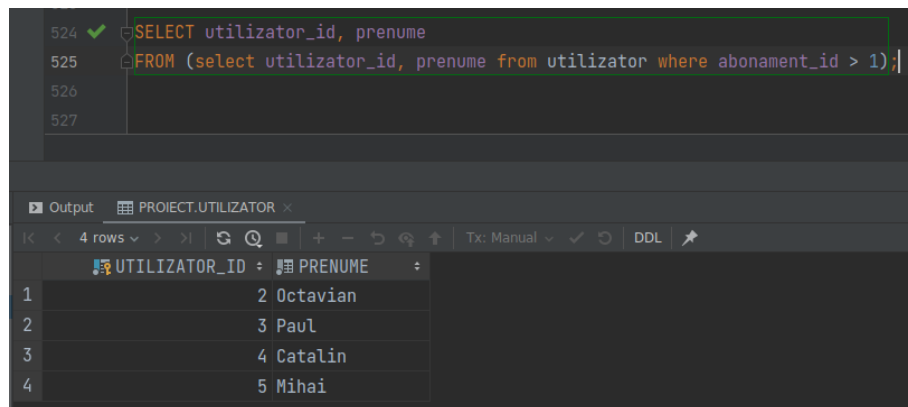 524 SELECT utilizator_id, prenume
525 FROM (select utilizator_id, prenume from utilizator where abonament_id > 1);
526
527
Output PROIECT.UTILIZATOR ×
|< < 4 rows > >| + - Tx: Manual DDL
UTILIZATOR_ID PRENUME
1 2 Octavian
2 3 Paul
3 4 Catalin
4 5 Mihai